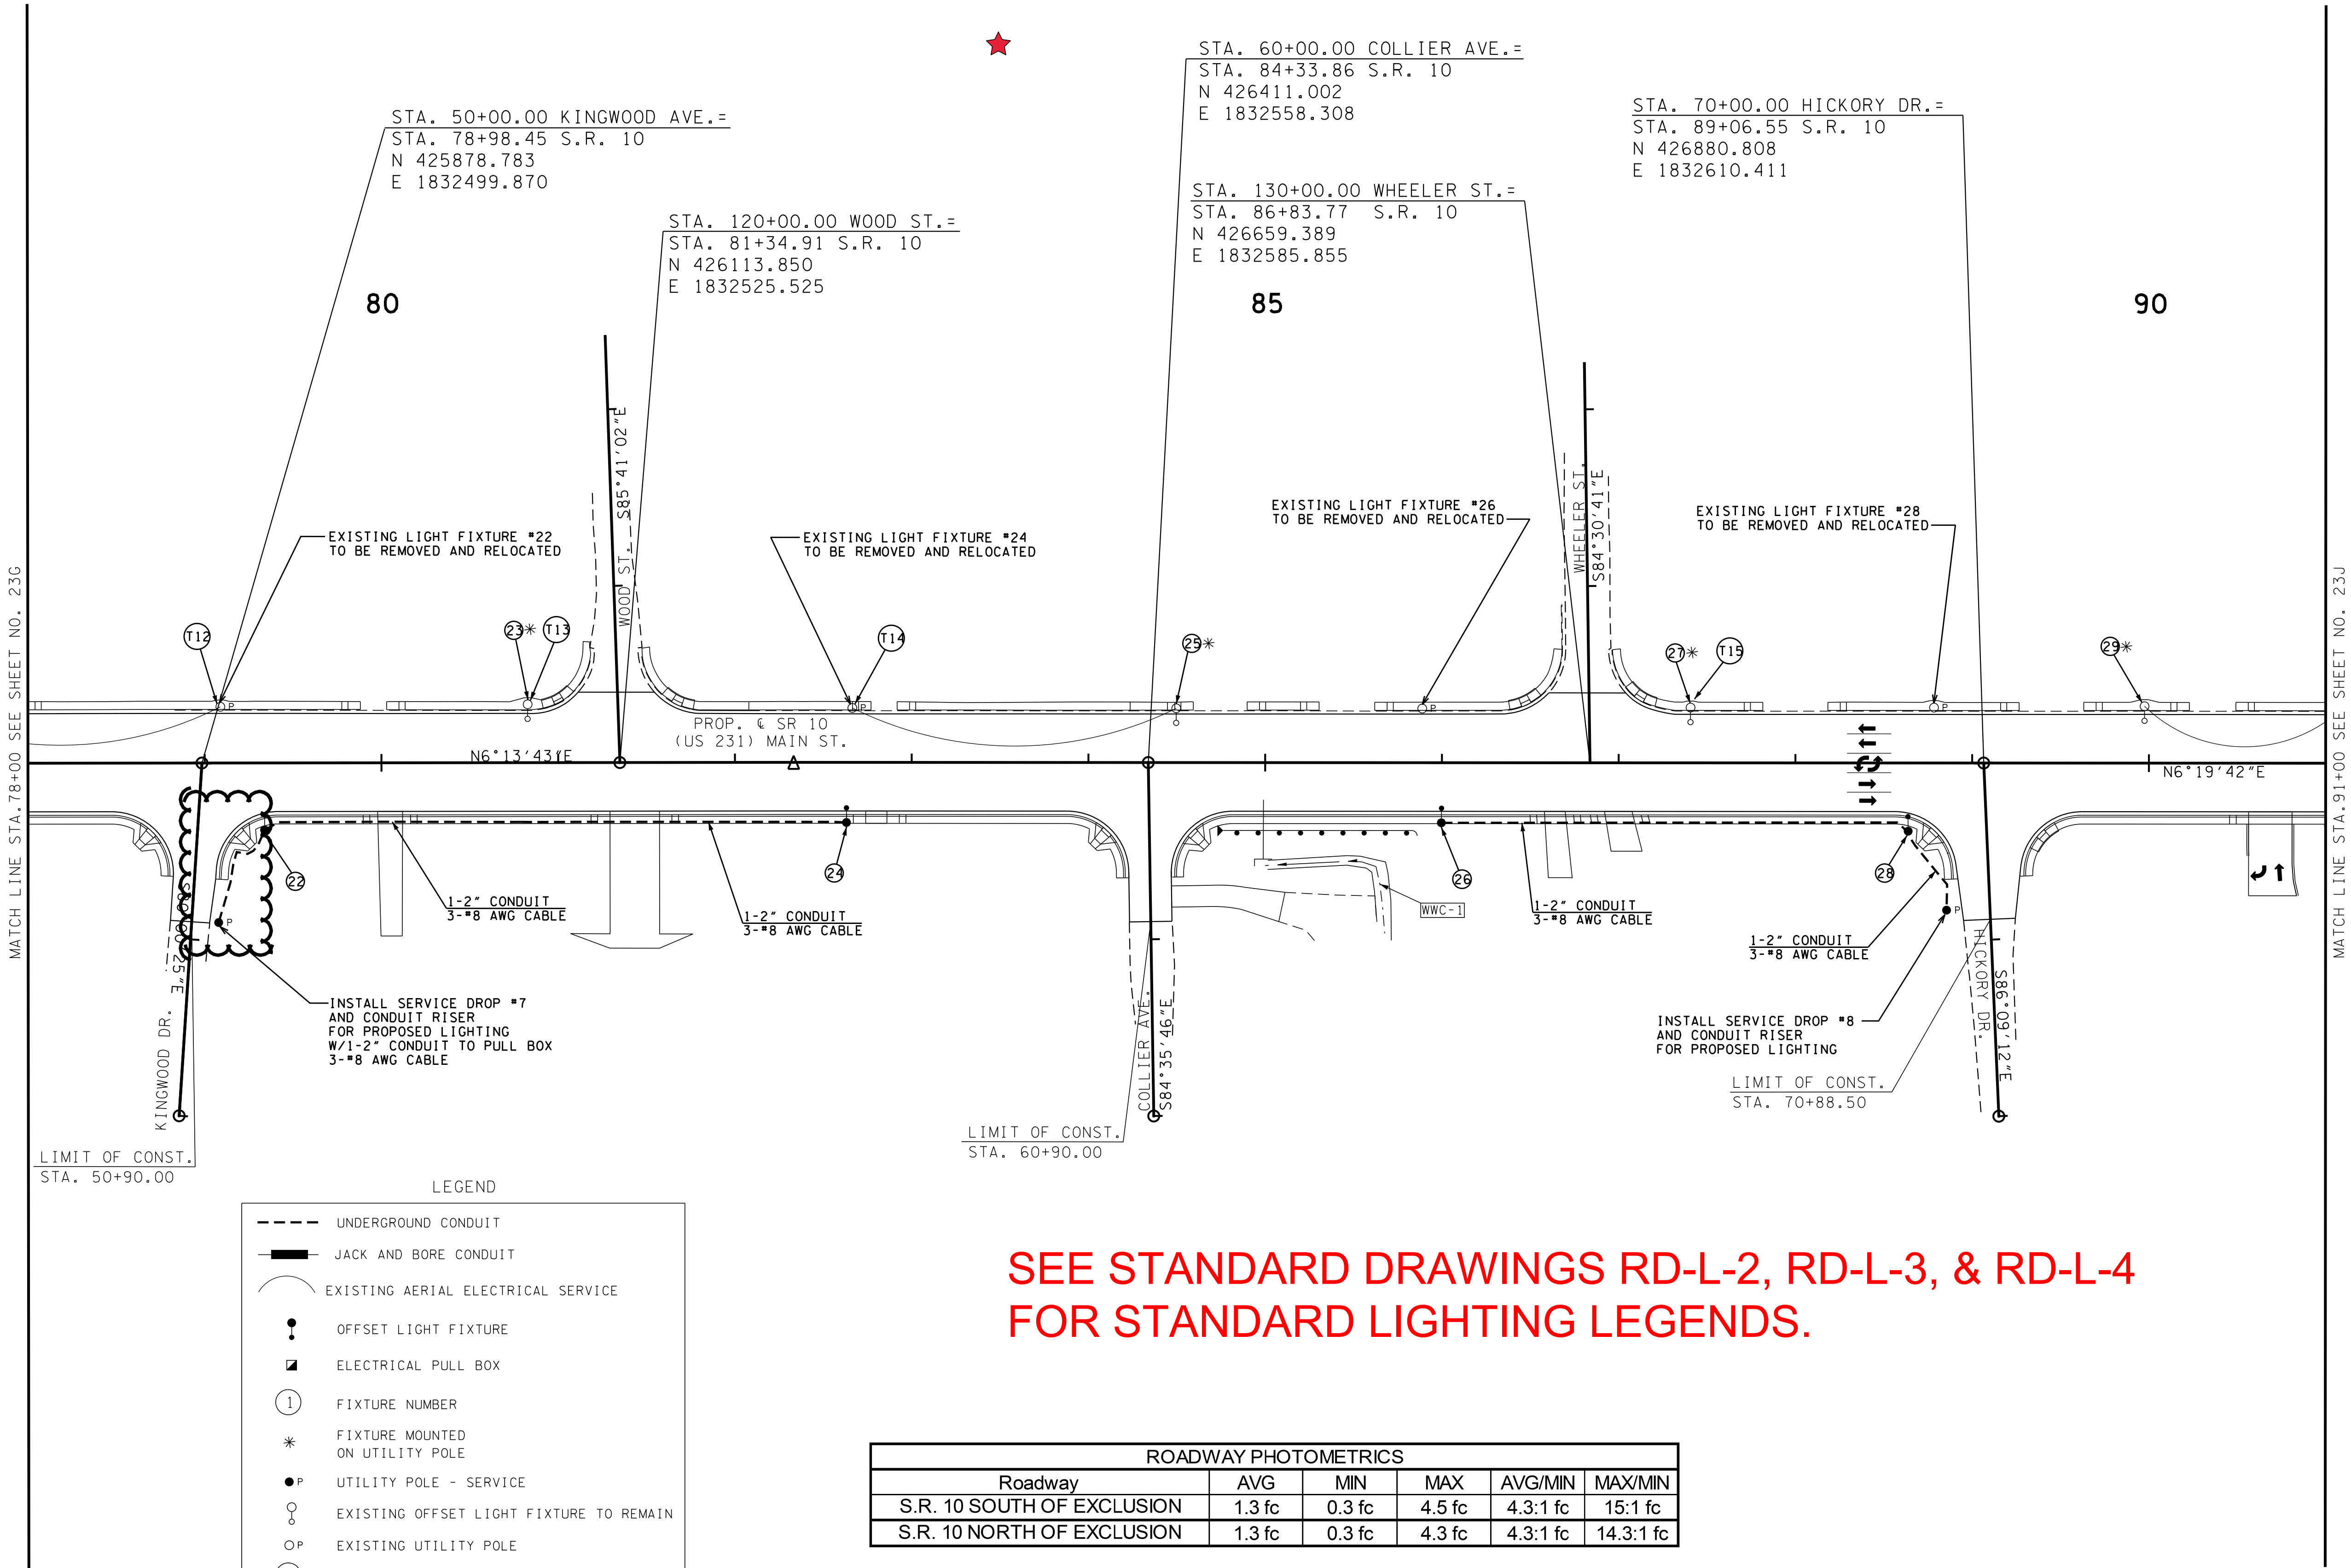 STA. 60+00.00 COLLIER AVE.=
STA. 84+33.86 S.R. 10
N 426411.002
E 1832558.308
STA. 50+00.00 KINGWOOD AVE.=
STA. 78+98.45 S.R. 10
N 425878.783
E 1832499.870
STA. 70+00.00 HICKORY DR.=
STA. 89+06.55 S.R. 10
N 426880.808
E 1832610.411
STA. 120+00.00 WOOD ST.=
STA. 81+34.91 S.R. 10
N 426113.850
E 1832525.525
STA. 130+00.00 WHEELER ST.=
STA. 86+83.77 S.R. 10
N 426659.389
E 1832585.855
80
85
90
MATCH LINE STA.78+00 SEE SHEET NO. 23G
MATCH LINE STA.91+00 SEE SHEET NO. 23J
EXISTING LIGHT FIXTURE #22
TO BE REMOVED AND RELOCATED
WOOD ST.
S85°41'02"E
EXISTING LIGHT FIXTURE #24
TO BE REMOVED AND RELOCATED
EXISTING LIGHT FIXTURE #26
TO BE REMOVED AND RELOCATED
WHEELER ST.
S84°30'41"E
EXISTING LIGHT FIXTURE #28
TO BE REMOVED AND RELOCATED
T12
23*
T13
T14
25*
27*
T15
29*
P
P
P
P
PROP. ℄ SR 10
(US 231) MAIN ST.
N6°13'43"E
N6°19'42"E
22
24
26
28
P
P
1-2" CONDUIT
3-#8 AWG CABLE
1-2" CONDUIT
3-#8 AWG CABLE
WWC-1
1-2" CONDUIT
3-#8 AWG CABLE
1-2" CONDUIT
3-#8 AWG CABLE
INSTALL SERVICE DROP #7
AND CONDUIT RISER
FOR PROPOSED LIGHTING
W/1-2" CONDUIT TO PULL BOX
3-#8 AWG CABLE
INSTALL SERVICE DROP #8
AND CONDUIT RISER
FOR PROPOSED LIGHTING
KINGWOOD DR.
COLLIER AVE.
S84°35'46"E
HICKORY DR.
S86°09'12"E
LIMIT OF CONST.
STA. 50+90.00
LIMIT OF CONST.
STA. 60+90.00
LIMIT OF CONST.
STA. 70+88.50
LEGEND
UNDERGROUND CONDUIT
JACK AND BORE CONDUIT
EXISTING AERIAL ELECTRICAL SERVICE
OFFSET LIGHT FIXTURE
ELECTRICAL PULL BOX
1 FIXTURE NUMBER
* FIXTURE MOUNTED
ON UTILITY POLE
P UTILITY POLE - SERVICE
EXISTING OFFSET LIGHT FIXTURE TO REMAIN
P EXISTING UTILITY POLE
SEE STANDARD DRAWINGS RD-L-2, RD-L-3, & RD-L-4
FOR STANDARD LIGHTING LEGENDS.
ROADWAY PHOTOMETRICS
Roadway AVG MIN MAX AVG/MIN MAX/MIN
S.R. 10 SOUTH OF EXCLUSION 1.3 fc 0.3 fc 4.5 fc 4.3:1 fc 15:1 fc
S.R. 10 NORTH OF EXCLUSION 1.3 fc 0.3 fc 4.3 fc 4.3:1 fc 14.3:1 fc